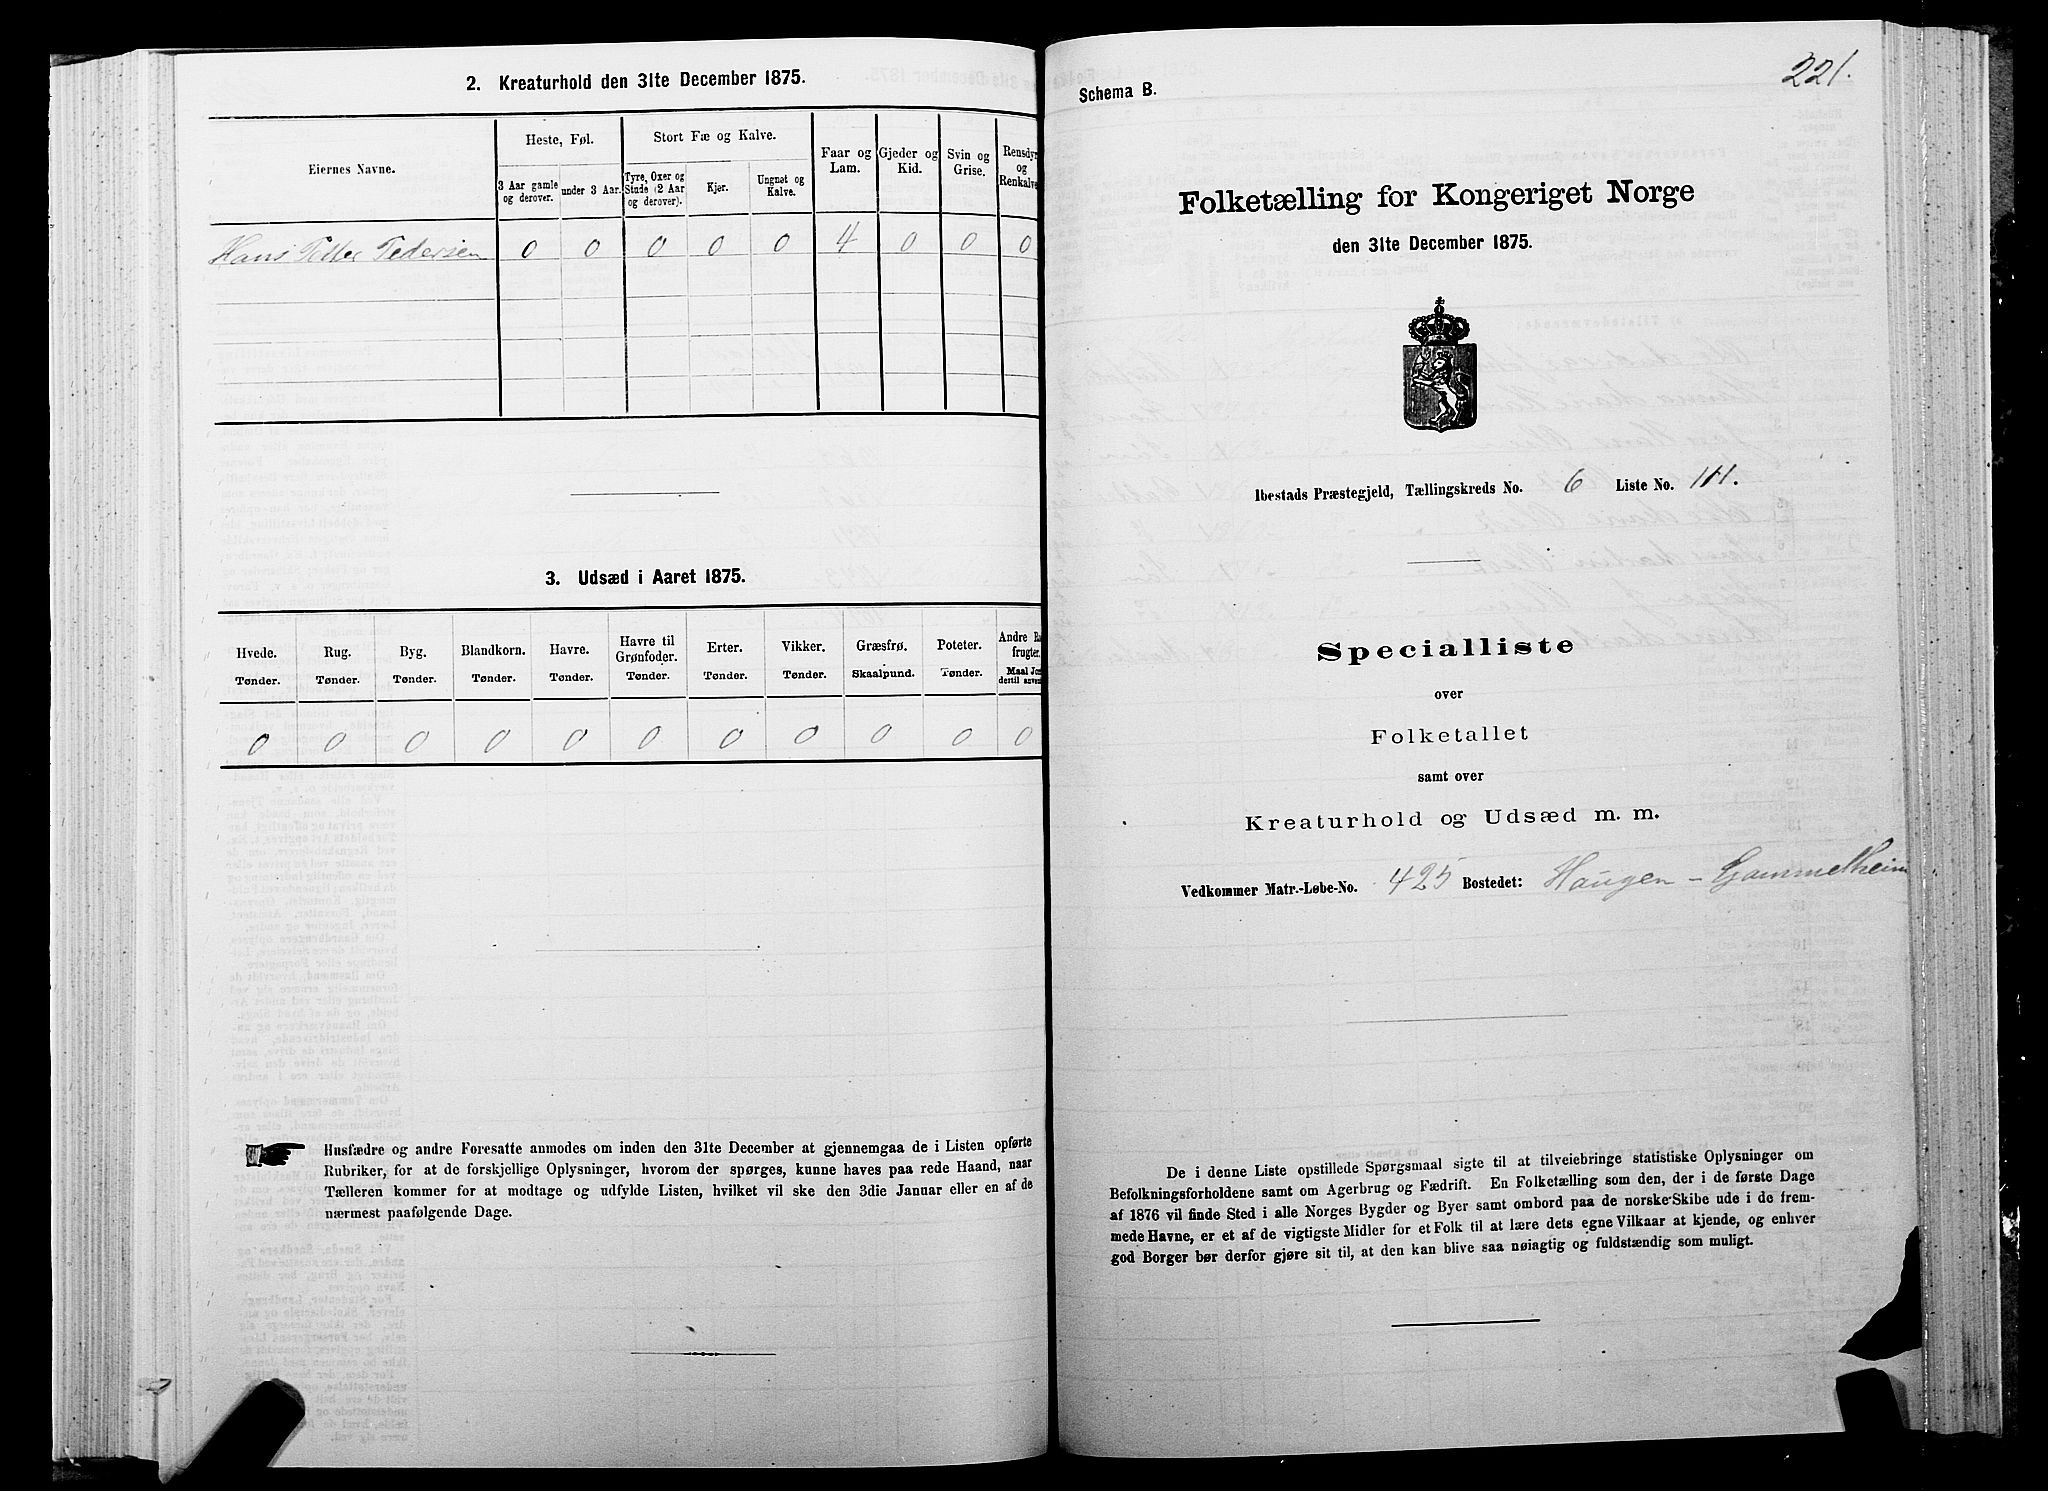 2. Kreaturhold den 31te December 1875.
Eiernes Navne.
Heste, Føl.
3 Aar gamle og derover.
under 3 Aar.
Stort Fæ og Kalve.
Tyre, Oxer og Stude (2 Aar og derover).
Kjør.
Ungnøt og Kalve.
Faar og Lam.
Gjeder og Kid.
Svin og Grise.
Rensdyr og Renkalve
Hans Peder Pedersen 0 0 0 0 0 4 0 0 0
3. Udsæd i Aaret 1875.
Hvede. Rug. Byg. Blandkorn. Havre. Havre til Grønfoder. Erter. Vikker. Græsfrø. Poteter. Andre frugter.
Tønder. Tønder. Tønder. Tønder. Tønder. Tønder. Tønder. Tønder. Skaalpund. Tønder.
0 0 0 0 0 0 0 0 0 0 0
Husfædre og andre Foresatte anmodes om inden den 31te December at gjennemgaa de i Listen opførte
Rubriker, for at de forskjellige Oplysninger, hvorom der spørges, kunne haves paa rede Haand, naar
Tælleren kommer for at modtage og udfylde Listen, hvilket vil ske den 3die Januar eller en af de
nærmest paafølgende Dage.
221.
Schema B.
Folketælling for Kongeriget Norge
den 31te December 1875.
Ibestads Præstegjeld, Tællingskreds No. 6 Liste No. 111.
Specialliste
over
Folketallet
samt over
Kreaturhold og Udsæd m. m.
Vedkommer Matr.-Løbe-No. 425 Bostedet: Haugen - Gammelheim
De i denne Liste opstillede Spørgsmaal sigte til at tilveiebringe statistiske Oplysninger om
Befolkningsforholdene samt om Agerbrug og Fædrift. En Folketælling som den, der i de første Dage
af 1876 vil finde Sted i alle Norges Bygder og Byer samt ombord paa de norske Skibe ude i de frem-
mede Havne, er et af de vigtigste Midler for et Folk til at lære dets egne Vilkaar at kjende, og enhver
god Borger bør derfor gjøre sit til, at den kan blive saa nøiagtig og fuldstændig som muligt.